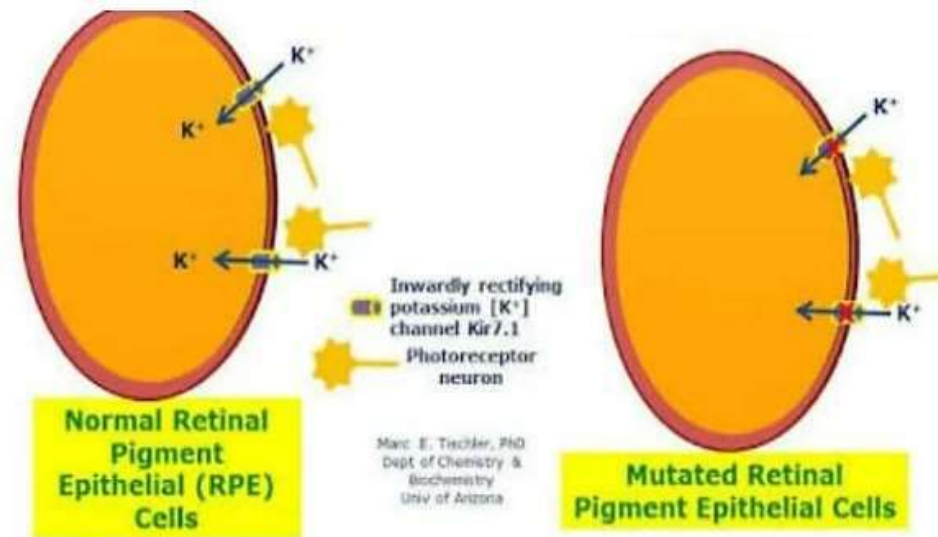 K⁺
K⁺
K⁺
K⁺
Normal Retinal
Pigment
Epithelial (RPE)
Cells
Inwardly rectifying
potassium [K⁺]
channel Kir7.1
Photoreceptor
neuron
Marc E. Tischler, PhD
Dept of Chemistry &
Biochemistry
Univ of Arizona
K⁺
K⁺
Mutated Retinal
Pigment Epithelial Cells